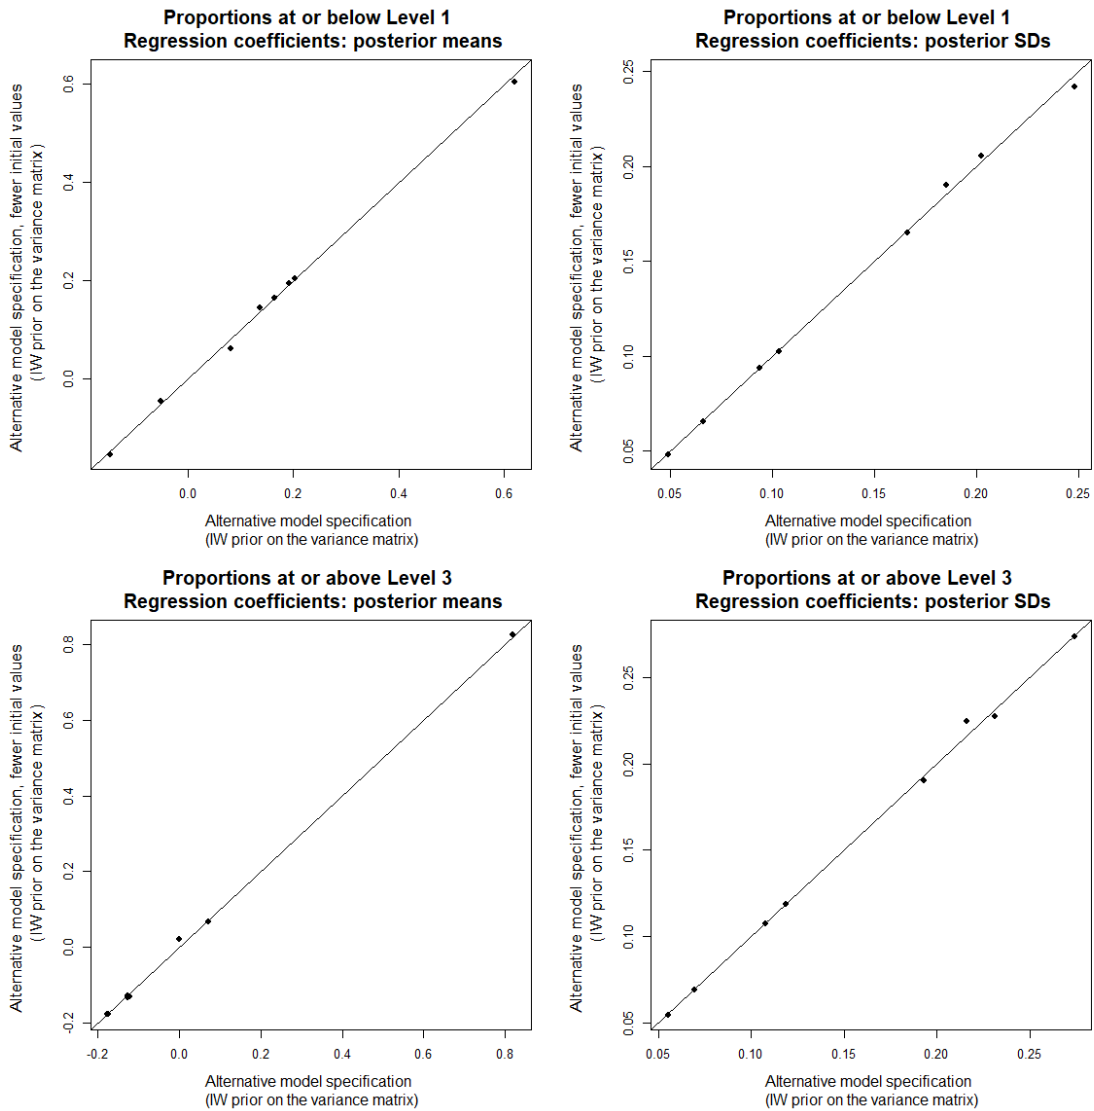 Proportions at or below Level 1
Regression coefficients: posterior means
Alternative model specification, fewer initial values
(IW prior on the variance matrix)
0.6
0.4
0.2
0.0
0.0 0.2 0.4 0.6
Alternative model specification
(IW prior on the variance matrix)
Proportions at or below Level 1
Regression coefficients: posterior SDs
Alternative model specification, fewer initial values
(IW prior on the variance matrix)
0.25
0.20
0.15
0.10
0.05
0.05 0.10 0.15 0.20 0.25
Alternative model specification
(IW prior on the variance matrix)
Proportions at or above Level 3
Regression coefficients: posterior means
Alternative model specification, fewer initial values
(IW prior on the variance matrix)
0.8
0.6
0.4
0.2
0.0
-0.2
-0.2 0.0 0.2 0.4 0.6 0.8
Alternative model specification
(IW prior on the variance matrix)
Proportions at or above Level 3
Regression coefficients: posterior SDs
Alternative model specification, fewer initial values
(IW prior on the variance matrix)
0.25
0.20
0.15
0.10
0.05
0.05 0.10 0.15 0.20 0.25
Alternative model specification
(IW prior on the variance matrix)